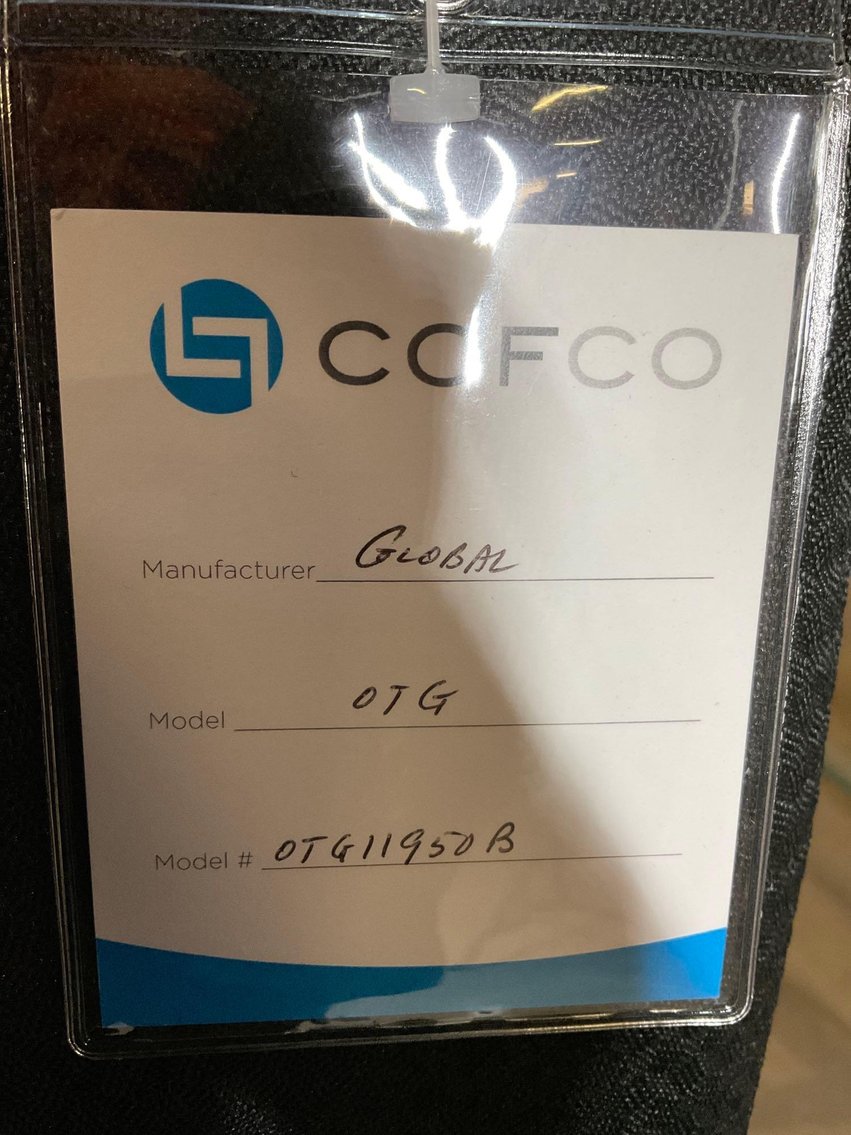 COFCO
Manufacturer GLOBAL
Model OTG
Model # OTG11950B